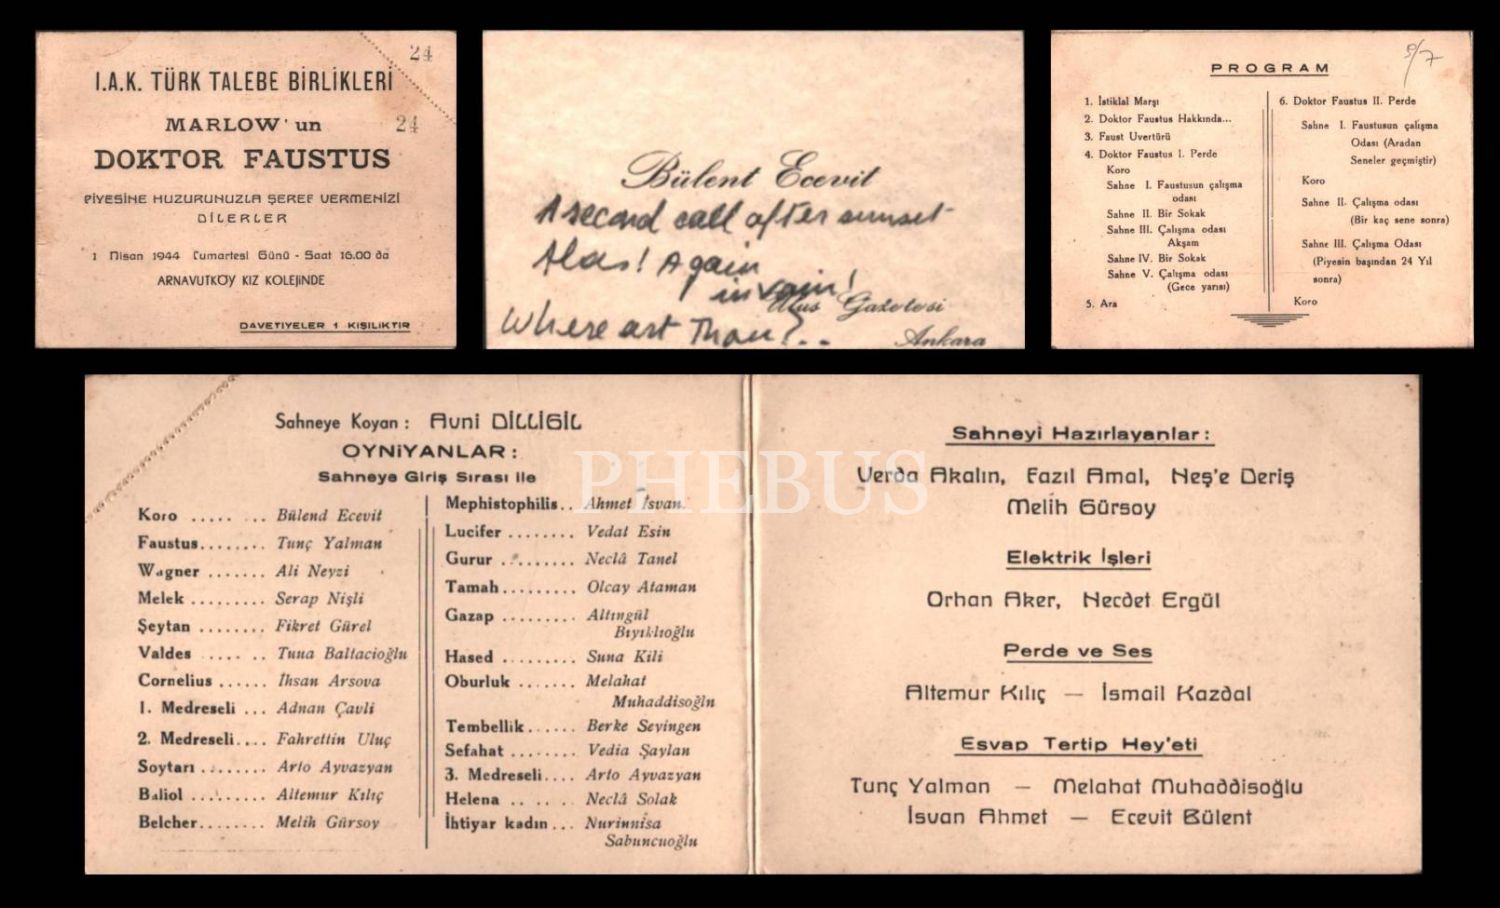 24
I.A.K. TÜRK TALEBE BİRLİKLERİ
MARLOW'un 24
DOKTOR FAUSTUS
PİYESİNE HUZURUNUZLA ŞEREF VERMENİZİ
DİLERLER
1 Nisan 1944 Cumartesi Günü - Saat 16.00 da
ARNAVUTKÖY KIZ KOLEJİNDE
DAVETİYELER 1 KİŞİLİKTİR
Bülent Ecevit
A second call after sunset
Alas! Again
in vain!
Ulus Gazetesi
Where art Thou?..
Ankara
9/7
PROGRAM
1. İstiklal Marşı
2. Doktor Faustus Hakkında...
3. Faust Uvertürü
4. Doktor Faustus I. Perde
Koro
Sahne I. Faustusun çalışma
odası
Sahne II. Bir Sokak
Sahne III. Çalışma odası
Akşam
Sahne IV. Bir Sokak
Sahne V. Çalışma odası
(Gece yarısı)
5. Ara
6. Doktor Faustus II. Perde
Sahne I. Faustusun çalışma
Odası (Aradan
Seneler geçmiştir)
Koro
Sahne II. Çalışma odası
(Bir kaç sene sonra)
Sahne III. Çalışma Odası
(Piyesin başından 24 Yıl
sonra)
Koro
Sahneye Koyan : Avni DİLLİGİL
OYNİYANLAR :
Sahneye Giriş Sırası ile
Koro ..... ... Bülend Ecevit
Faustus........ Tunç Yalman
Wagner ....... Ali Neyzi
Melek ......... Serap Nişli
Şeytan ........ Fikret Gürel
Valdes ..... .. Tuna Baltacıoğlu
Cornelius ...... İhsan Arsova
1. Medreseli ... Adnan Çavli
2. Medreseli.... Fahrettin Uluç
Soytarı ........ Arto Ayvazyan
Baliol ......... Altemur Kılıç
Belcher........ Melih Gürsoy
Mephistophilis.. Ahmet İsvan
Lucifer ........ Vedat Esin
Gurur ......... Neclâ Tanel
Tamah......... Olcay Ataman
Gazap ......... Altıngül
Bıyıklıoğlu
Hased ......... Suna Kili
Oburluk ....... Melahat
Muhaddisoğln
Tembellik...... Berke Sevingen
Sefahat ........ Vedia Şaylan
3. Medreseli.... Arto Ayvazyan
Helena .. .. .. Neclâ Solak
İhtiyar kadın ... Nurinnisa
Sabuncuoğlu
Sahneyi Hazırlayanlar :
Verda Akalın, Fazıl Amal, Neş'e Deriş
Melih Gürsoy
Elektrik İşleri
Orhan Aker, Necdet Ergül
Perde ve Ses
Altemur Kılıç — İsmail Kazdal
Esvap Tertip Hey'eti
Tunç Yalman — Melahat Muhaddisoğlu
İsvan Ahmet — Ecevit Bülent
PHEBUS